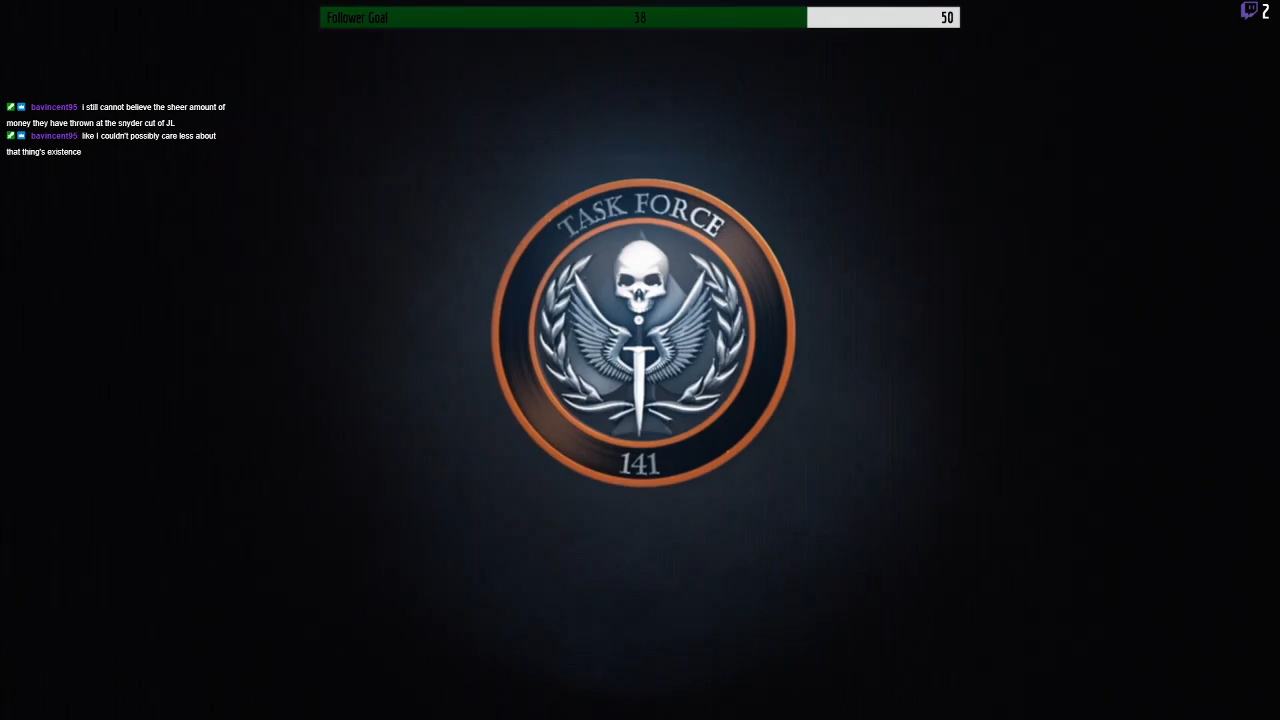 Follower Goal 38 50
2
bavincent95 i still cannot believe the sheer amount of
money they have thrown at the snyder cut of JL
bavincent95 like I couldn't possibly care less about
that thing's existence
TASK FORCE
141